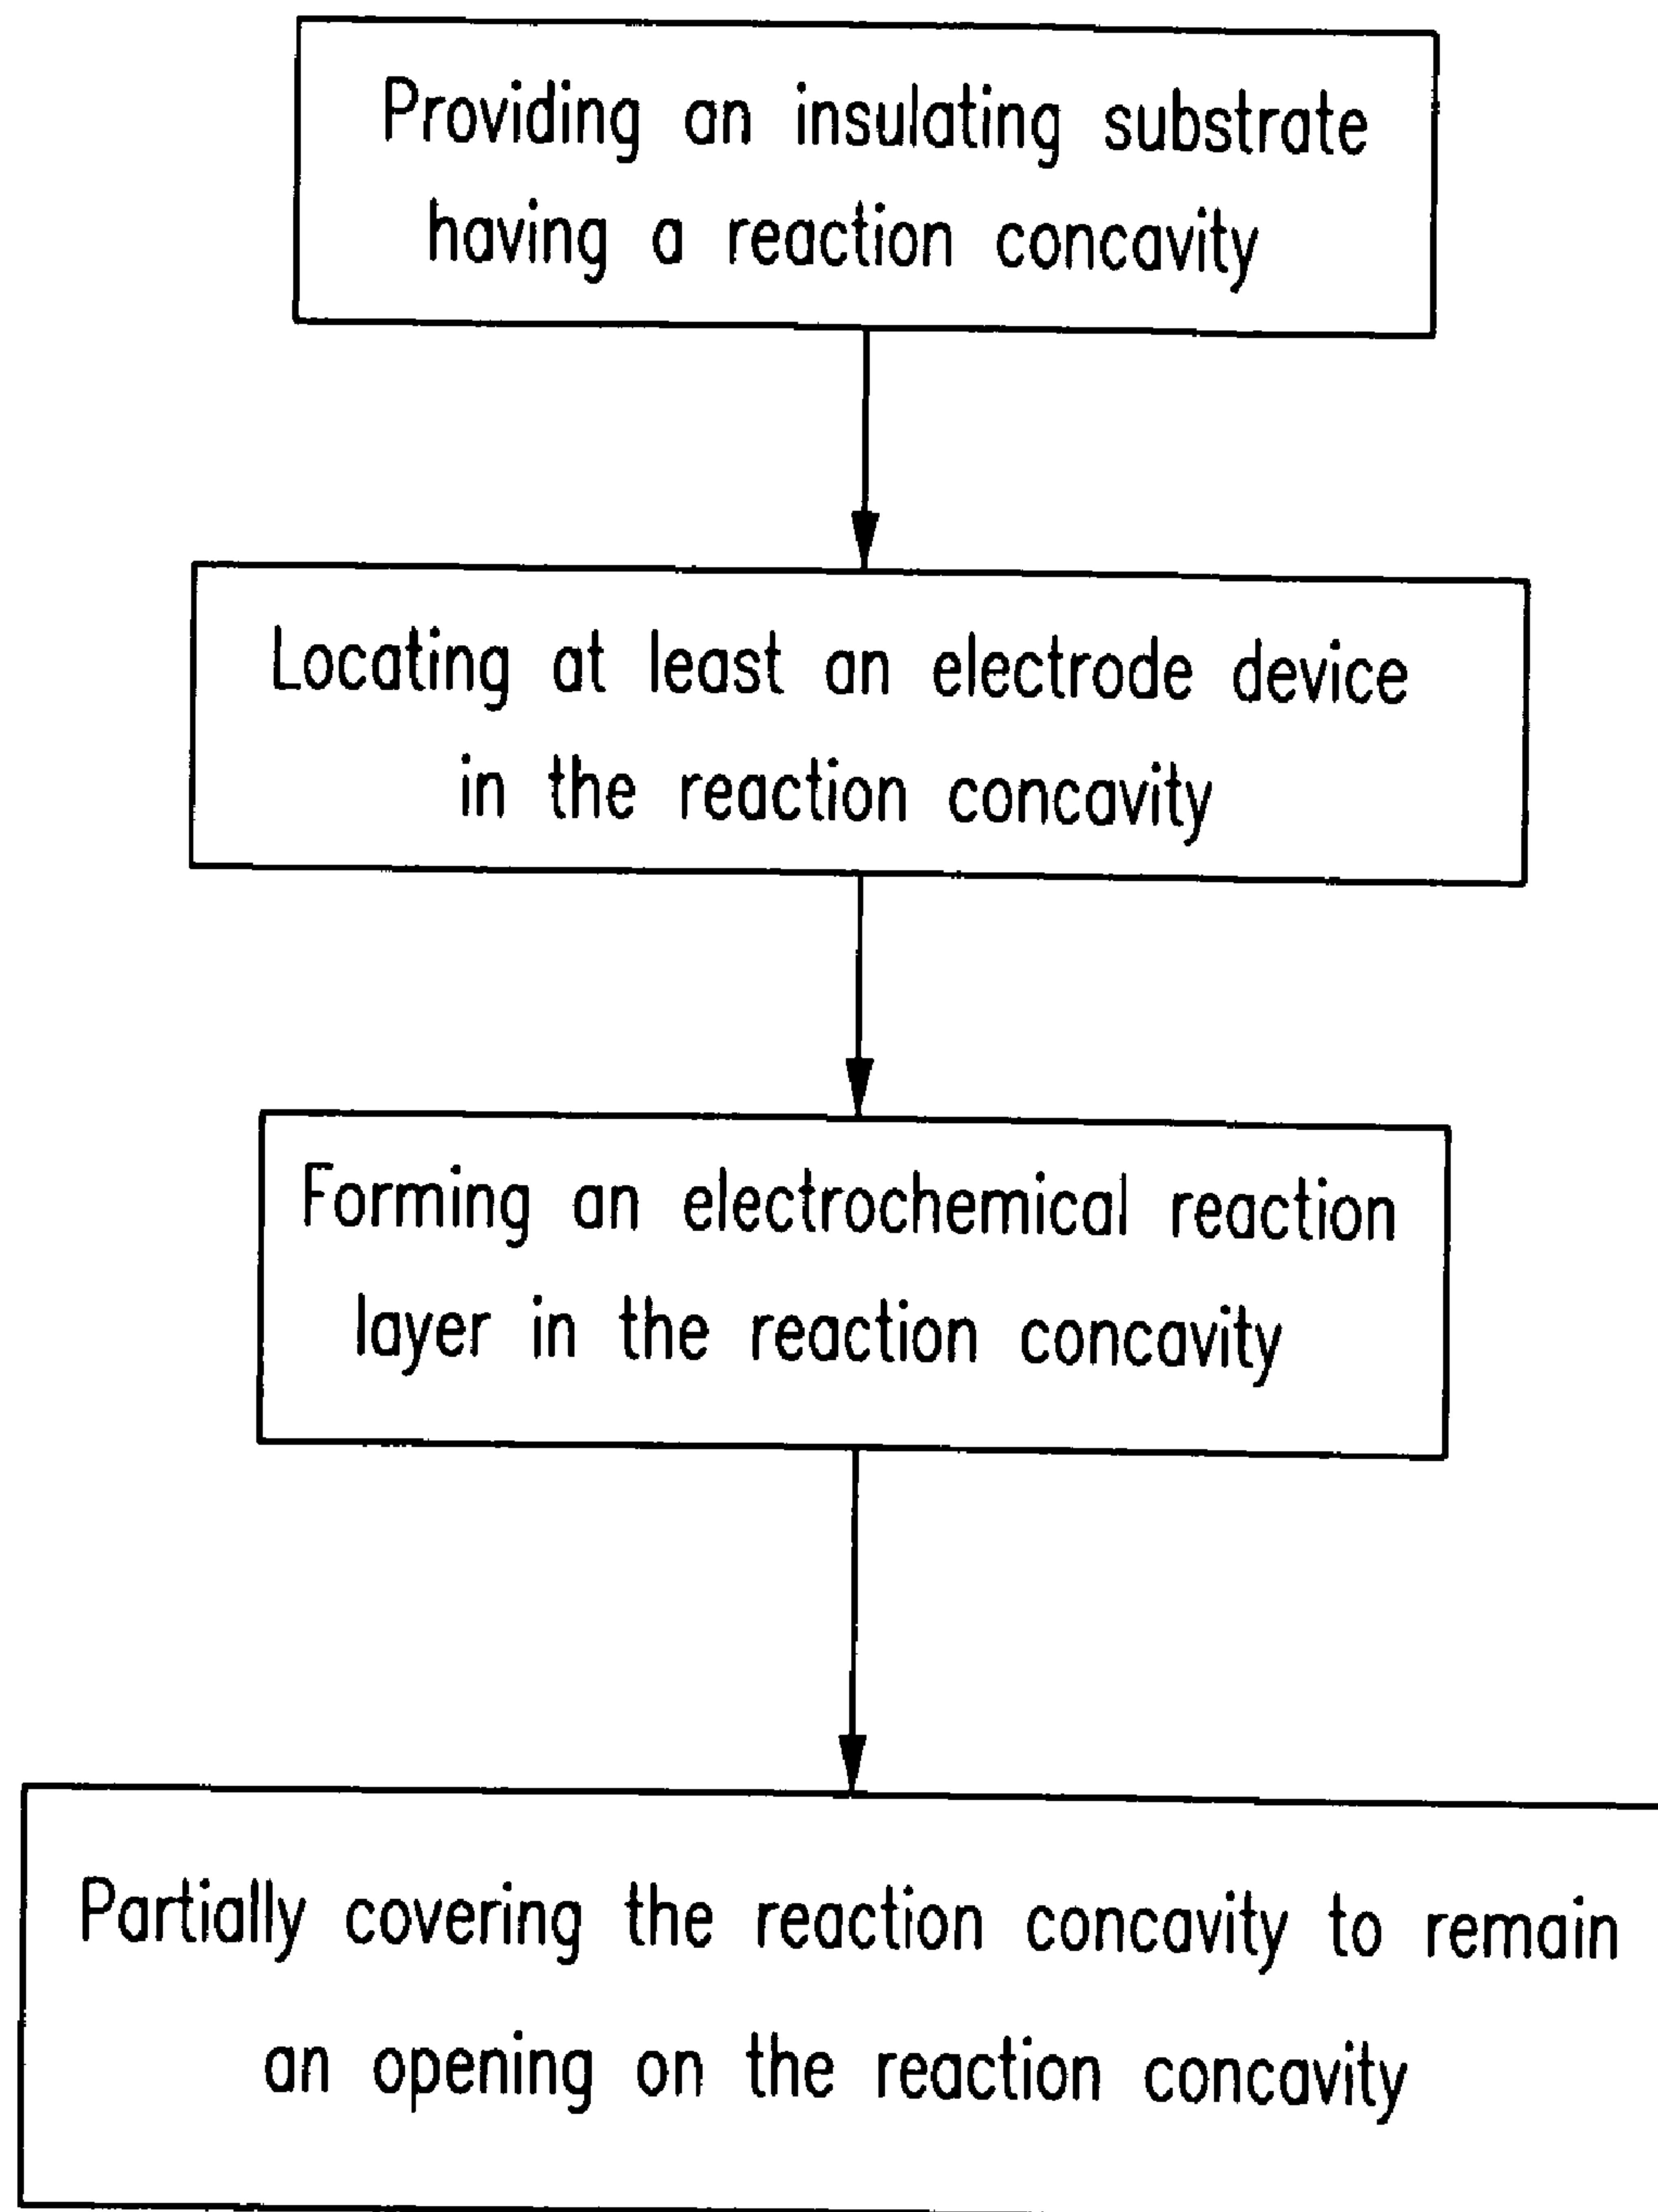 Providing an insulating substrate
having a reaction concavity
Locating at least an electrode device
in the reaction concavity
Forming an electrochemical reaction
layer in the reaction concavity
Partially covering the reaction concavity to remain
an opening on the reaction concavity